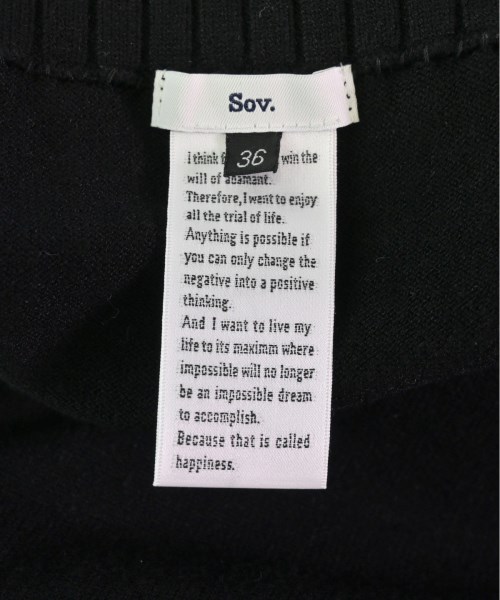 Sov.
36
I think win the
will of adamant.
Therefore, I want to enjoy
all the trial of life.
Anything is possible if
you can only change the
negative into a positive
thinking.
And I want to live my
life to its maximm where
impossible will no longer
be an impossible dream
to accomplish.
Because that is called
happiness.